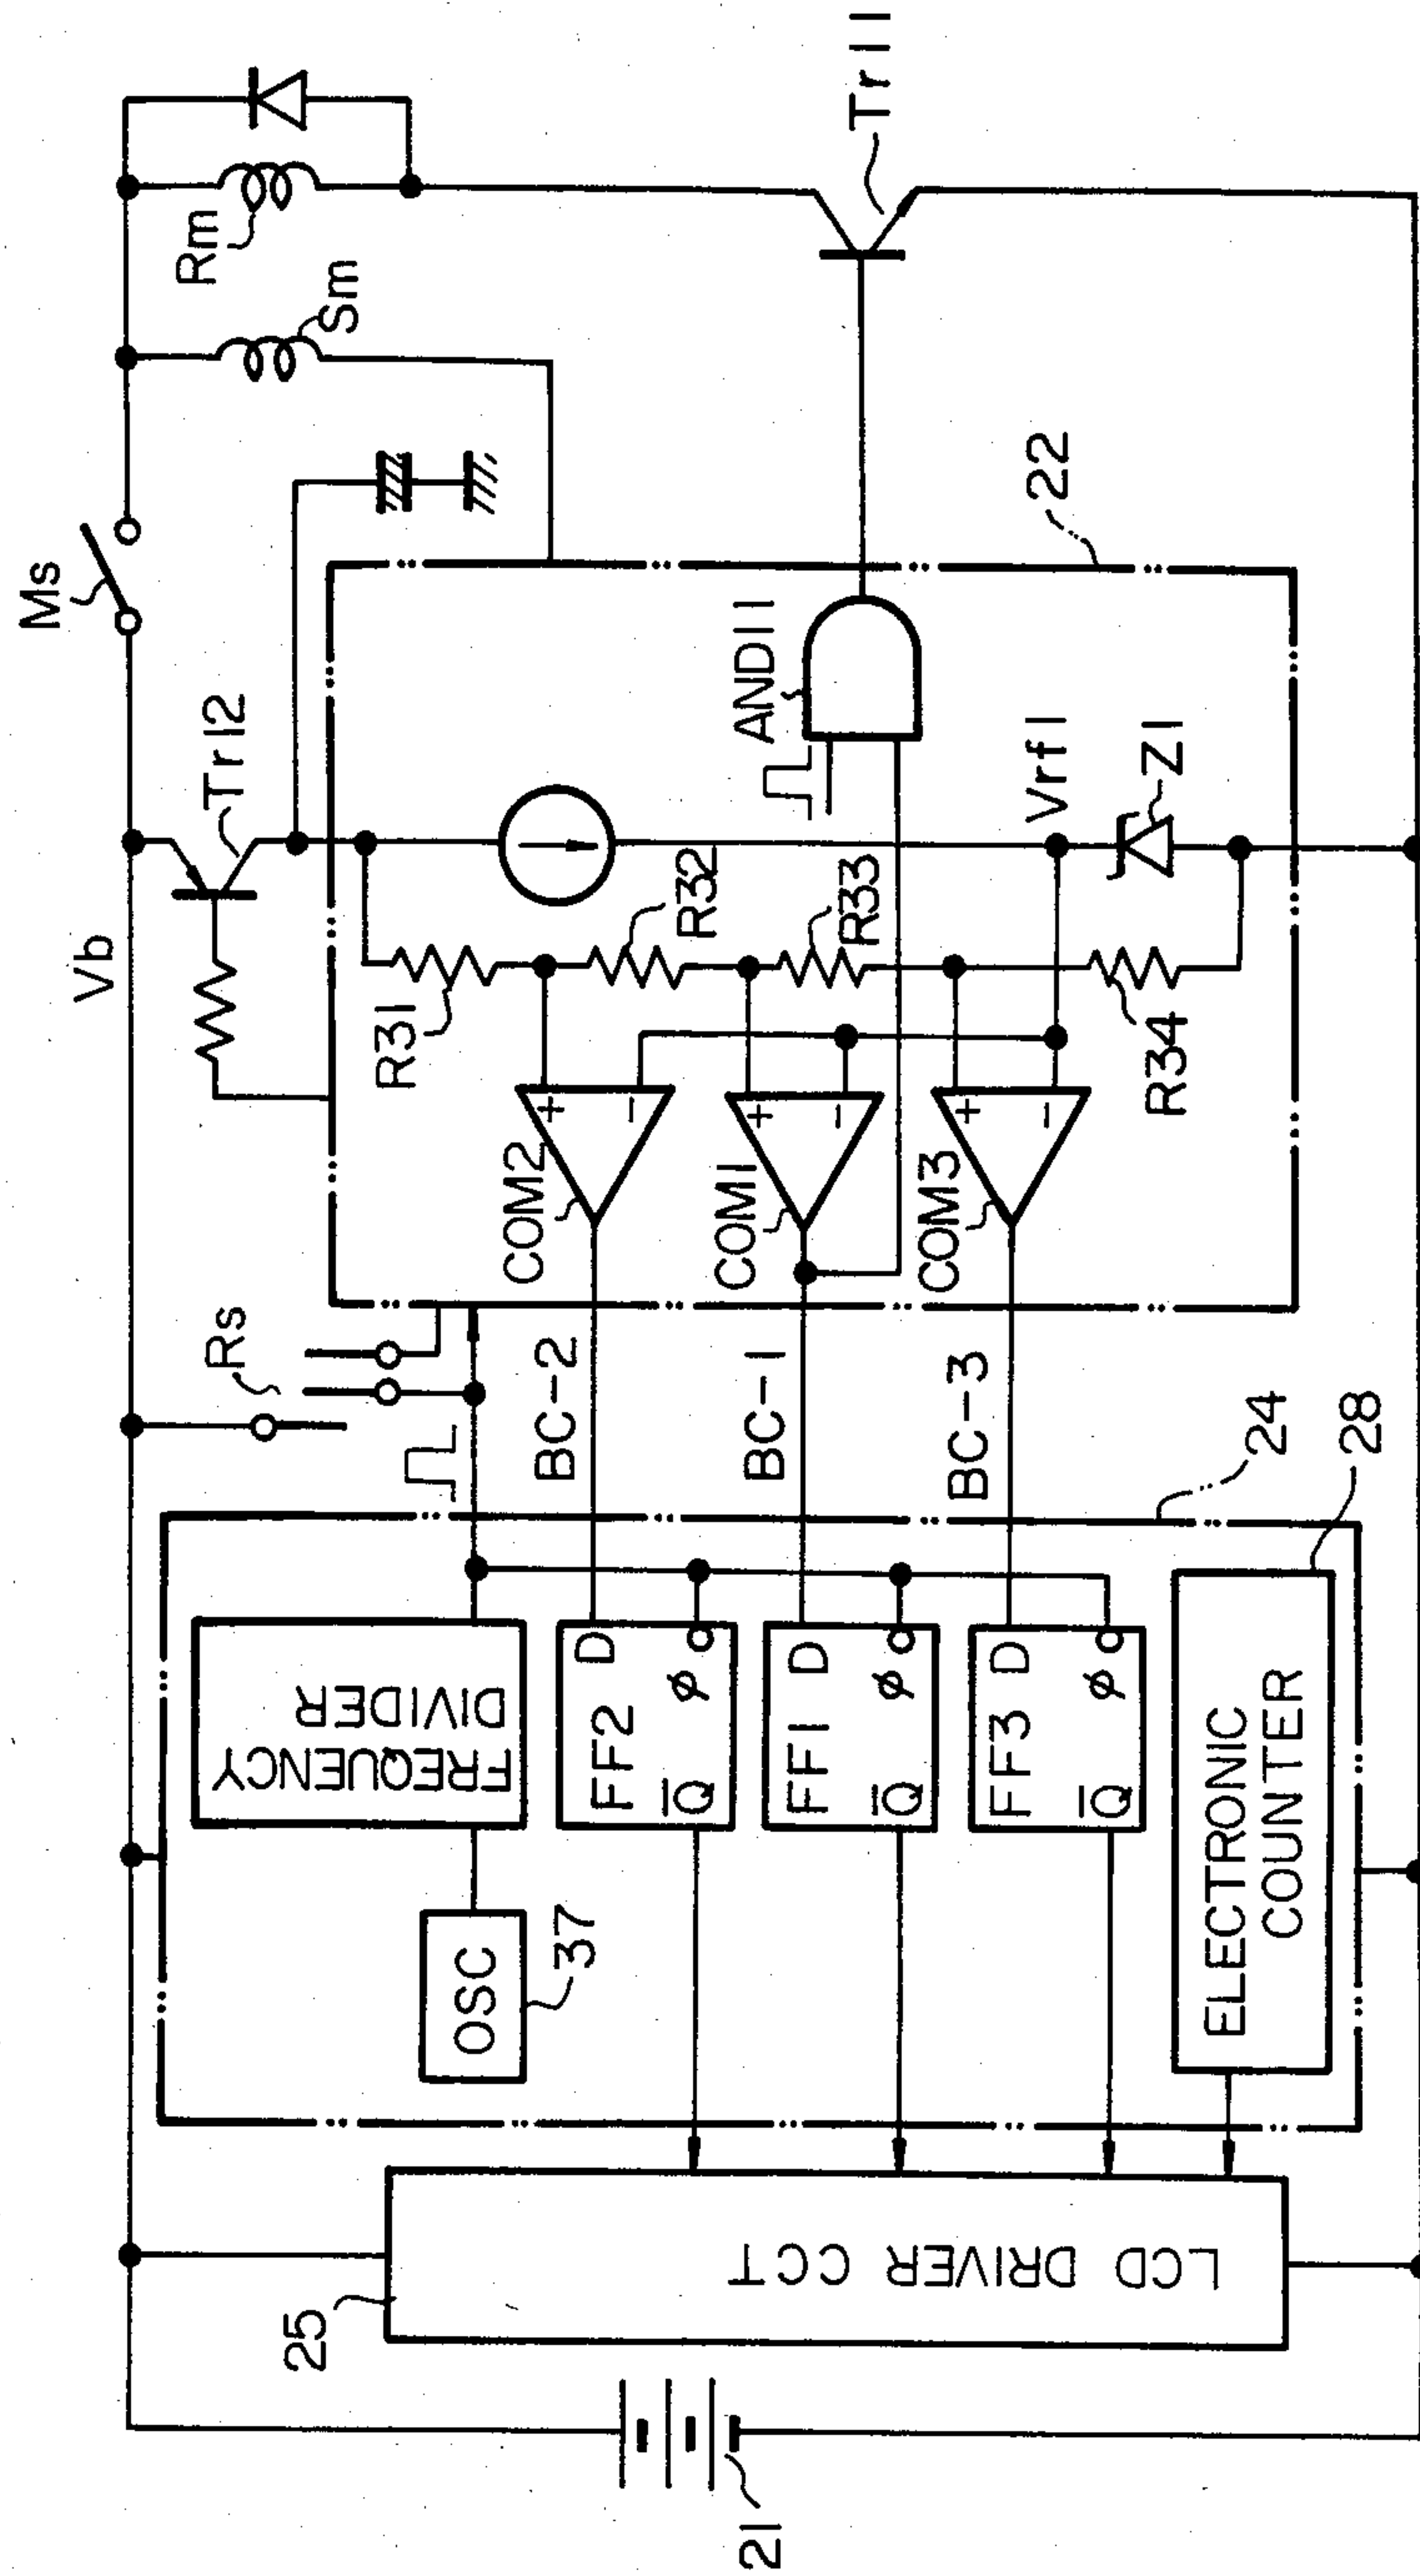 Ms
Rm
Sm
Tr11
Vb
Tr12
22
AND11
Vrf1
Z1
R31
R32
R33
R34
COM2
+
−
COM1
+
−
COM3
+
−
Rs
BC-2
BC-1
BC-3
24
28
FREQUENCY
DIVIDER
OSC
37
FF2
D
φ
Q̅
FF1
D
φ
Q̅
FF3
D
φ
Q̅
ELECTRONIC
COUNTER
LCD DRIVER CCT
25
21